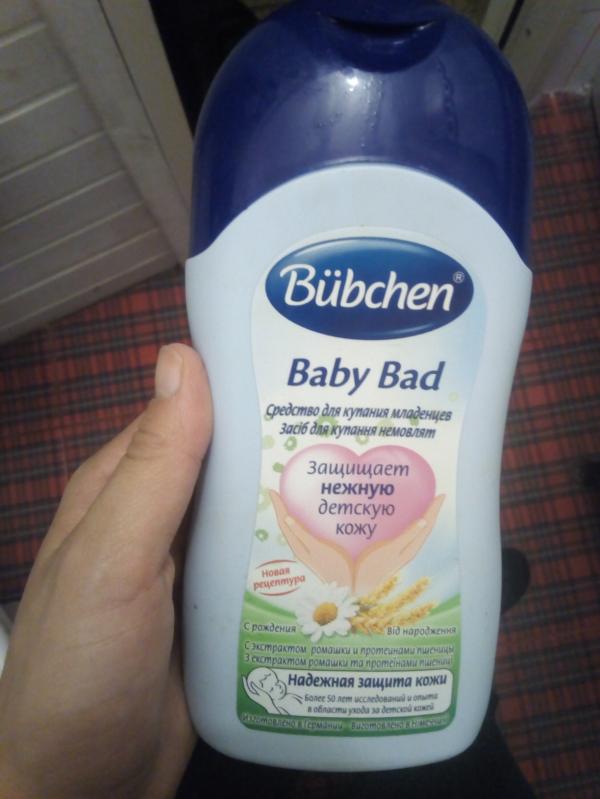 Bübchen®
Baby Bad
Средство для купания младенцев
Засіб для купання немовлят
Защищает
нежную
детскую
кожу
Новая
рецептура
С рождения
Від народження
С экстрактом ромашки и протеинами пшеницы
З екстрактом ромашки та протеїнами пшениці
Надежная защита кожи
Более 50 лет исследований и опыта
в области ухода за детской кожей
Изготовлено в Германии - Виготовлено в Німеччині